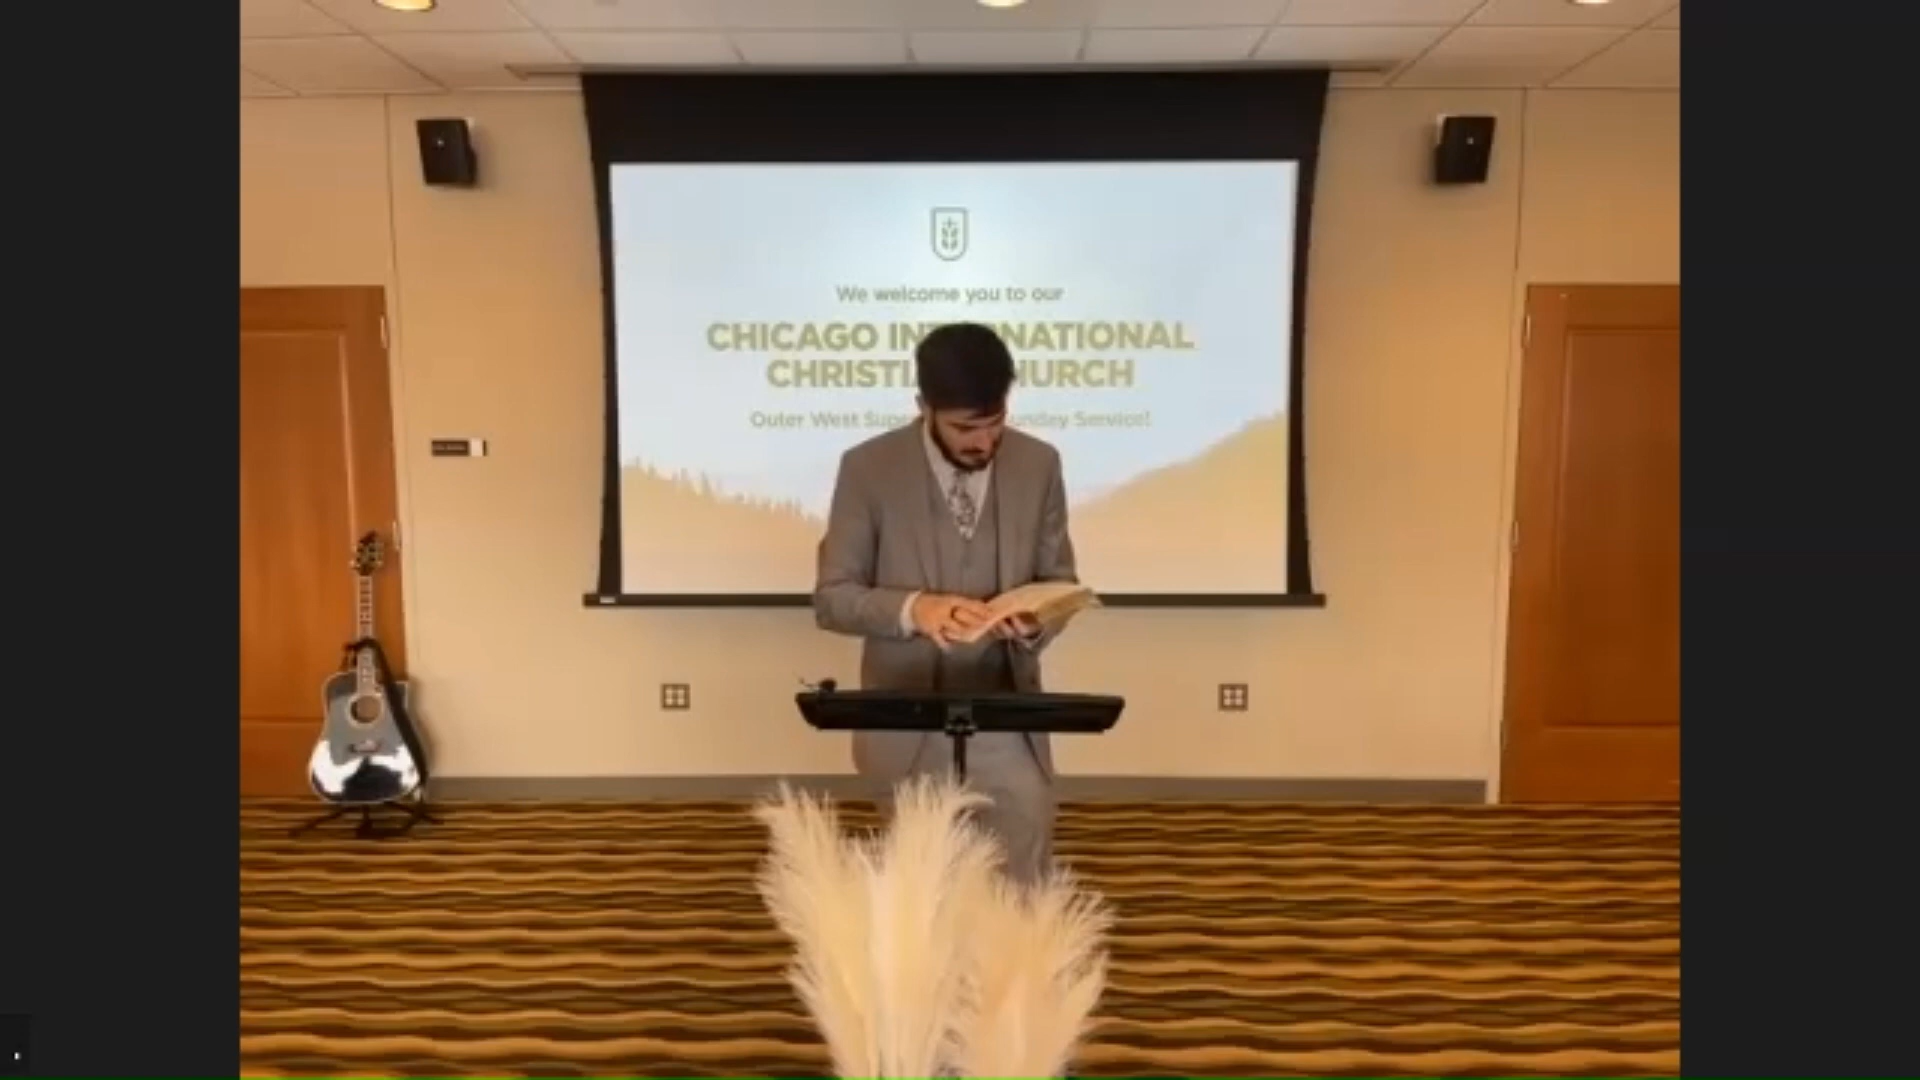 We welcome you to our
CHICAGO IN NATIONAL
CHRISTI HURCH
Outer West Sup unday Service!